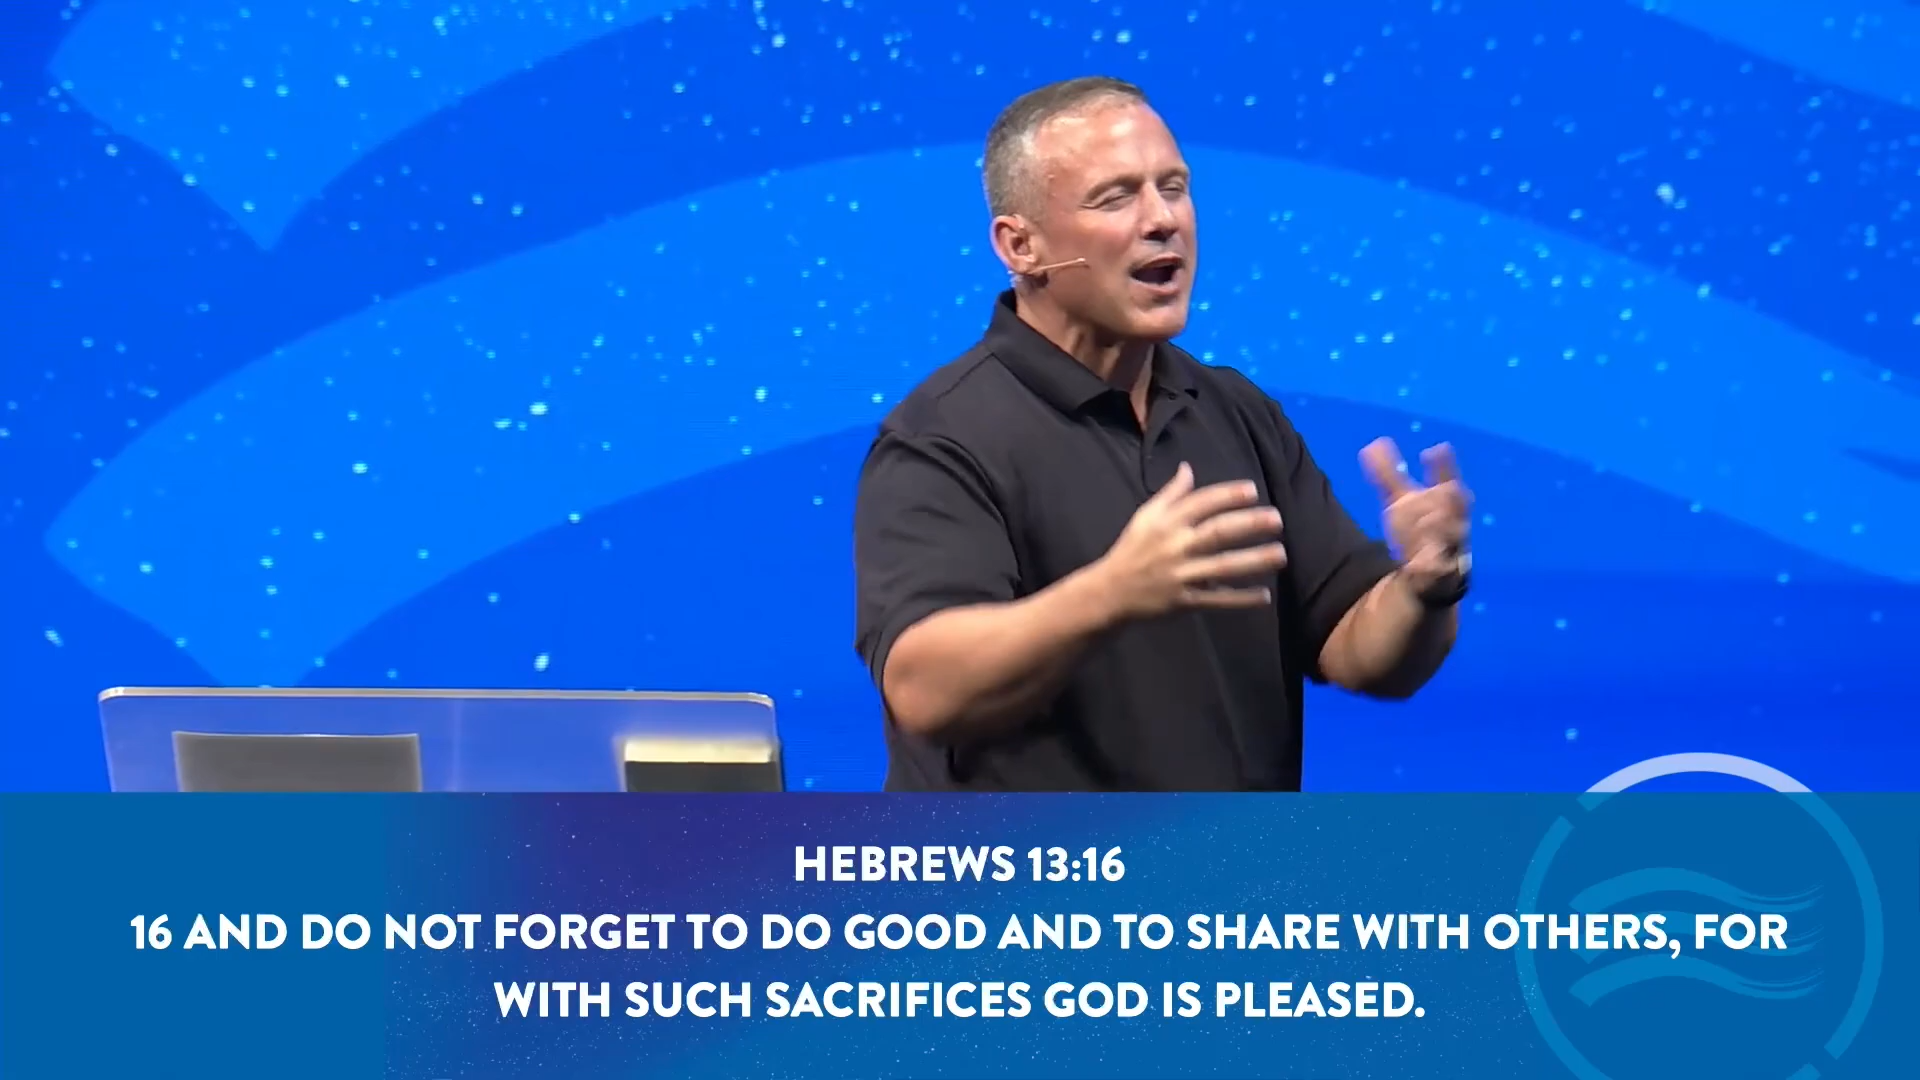 HEBREWS 13:16
16 AND DO NOT FORGET TO DO GOOD AND TO SHARE WITH OTHERS, FOR
WITH SUCH SACRIFICES GOD IS PLEASED.